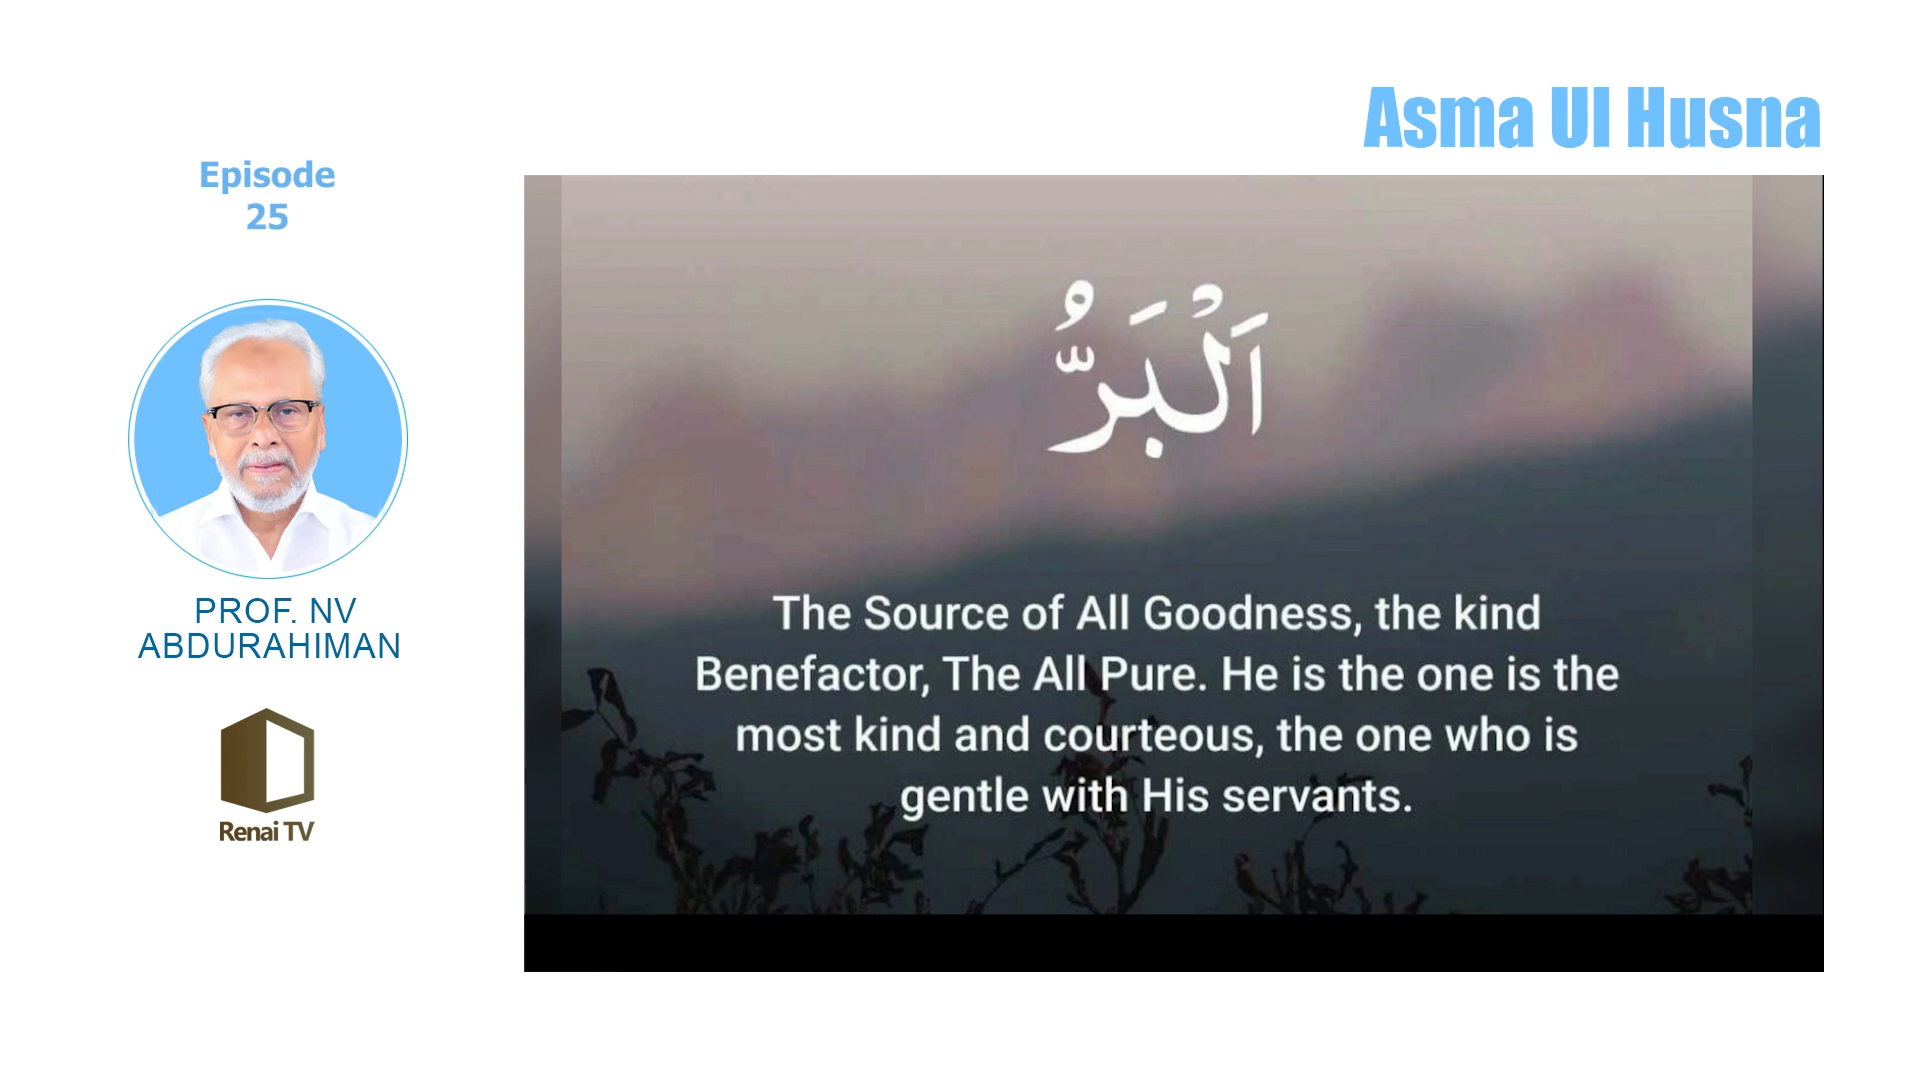 Asma Ul Husna
Episode
25
PROF. NV
ABDURAHIMAN
Renai TV
اَلْبَرُّ
The Source of All Goodness, the kind
Benefactor, The All Pure. He is the one is the
most kind and courteous, the one who is
gentle with His servants.